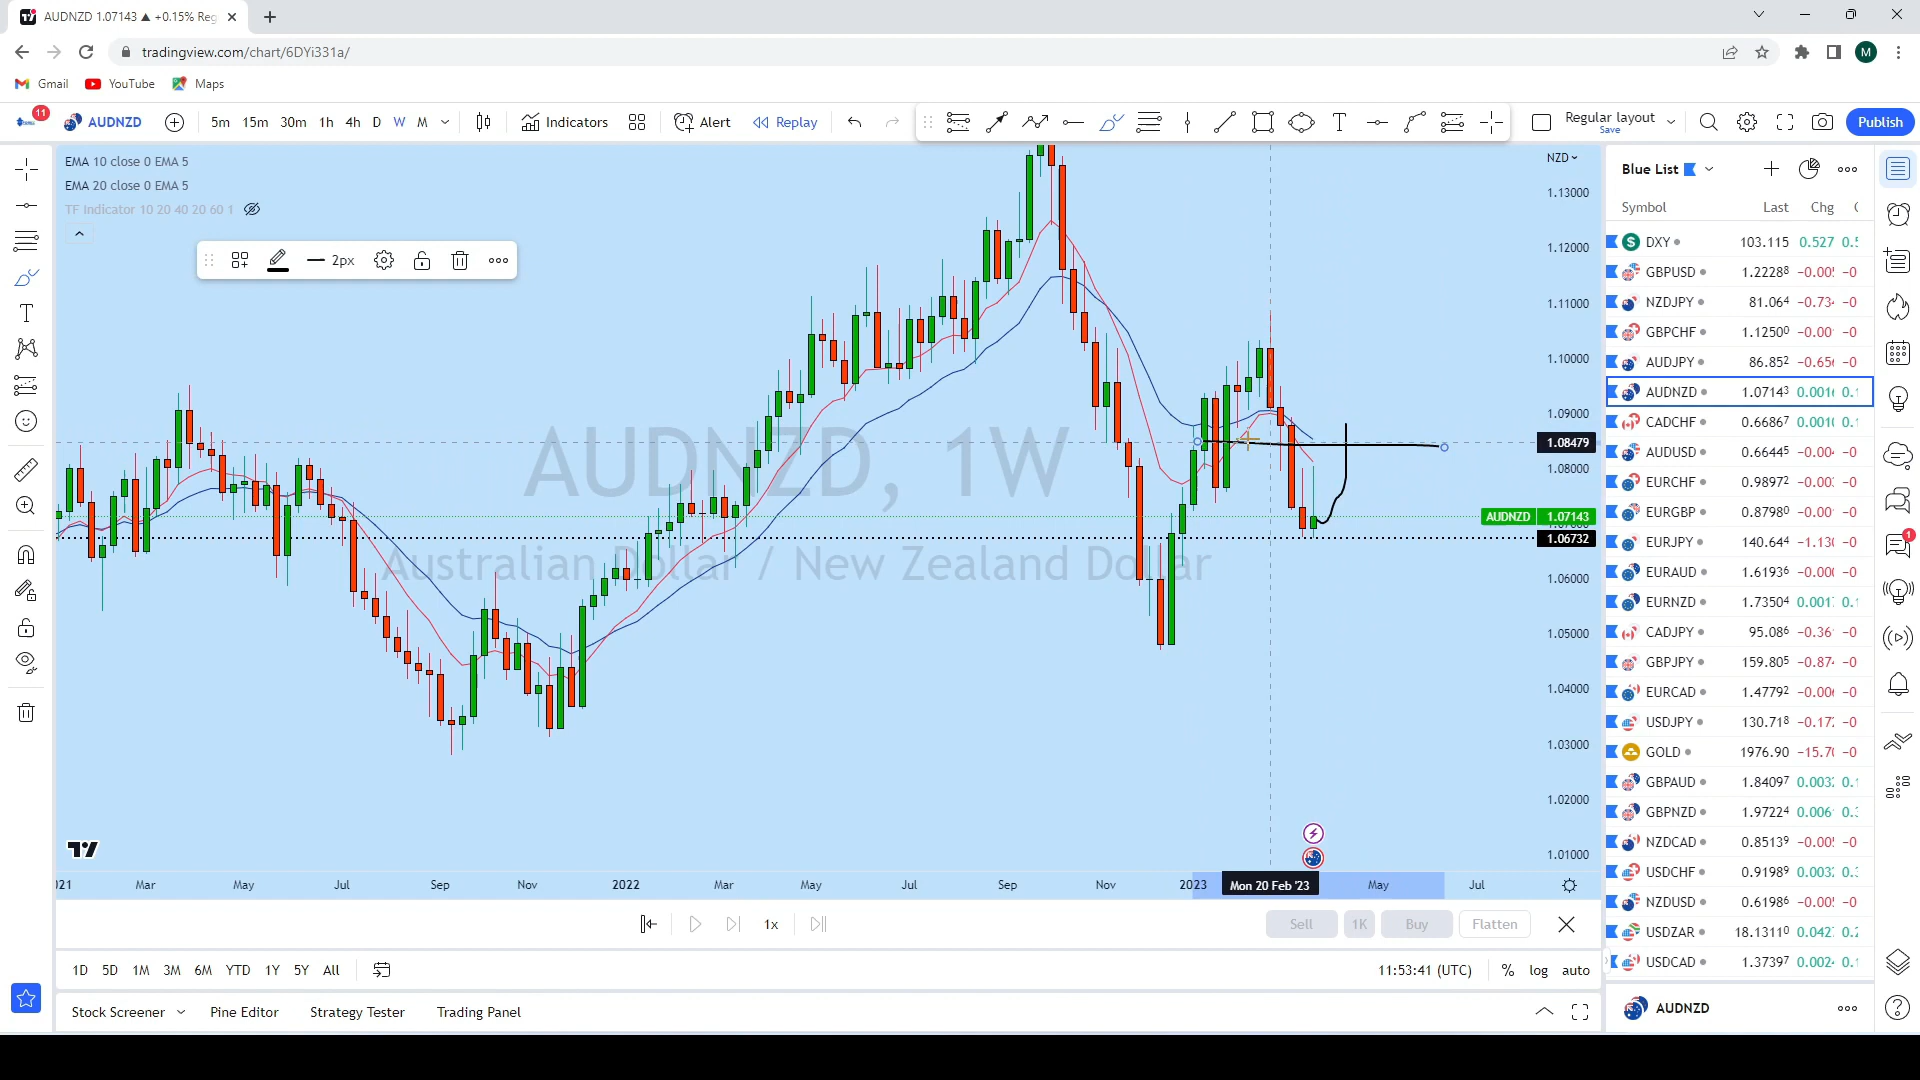 AUDNZD 1.07143 ▲ +0.15% Reg
tradingview.com/chart/6DYi331a/
M
Gmail YouTube Maps
11
AUDNZD 5m 15m 30m 1h 4h D W M Indicators Alert Replay Regular layout Save Publish
EMA 10 close 0 EMA 5
EMA 20 close 0 EMA 5
TF Indicator 10 20 40 20 60 1
2px
AUDNZD, 1W
Australian Dollar / New Zealand Dollar
NZD
1.13000
1.12000
1.11000
1.10000
1.09000
1.08479
1.08000
AUDNZD 1.07143
1.06732
1.06000
1.05000
1.04000
1.03000
1.02000
1.01000
Mar May Jul Sep Nov 2022 Mar May Jul Sep Nov 2023 Mon 20 Feb '23 May Jul
1x Sell 1K Buy Flatten
1D 5D 1M 3M 6M YTD 1Y 5Y All 11:53:41 (UTC) % log auto
Stock Screener Pine Editor Strategy Tester Trading Panel
Blue List
Symbol Last Chg
DXY 103.115 0.527
GBPUSD 1.22288
NZDJPY 81.064
GBPCHF 1.12500
AUDJPY 86.852
AUDNZD 1.07143
CADCHF 0.66867
AUDUSD 0.66445
EURCHF 0.98972
EURGBP 0.87980
EURJPY 140.644
EURAUD 1.61936
EURNZD 1.73504
CADJPY 95.086
GBPJPY 159.805
EURCAD 1.47792
USDJPY 130.718
GOLD 1976.90
GBPAUD 1.84097
GBPNZD 1.97224
NZDCAD 0.85139
USDCHF 0.91989
NZDUSD 0.61986
USDZAR 18.13110
USDCAD 1.37397
AUDNZD
1